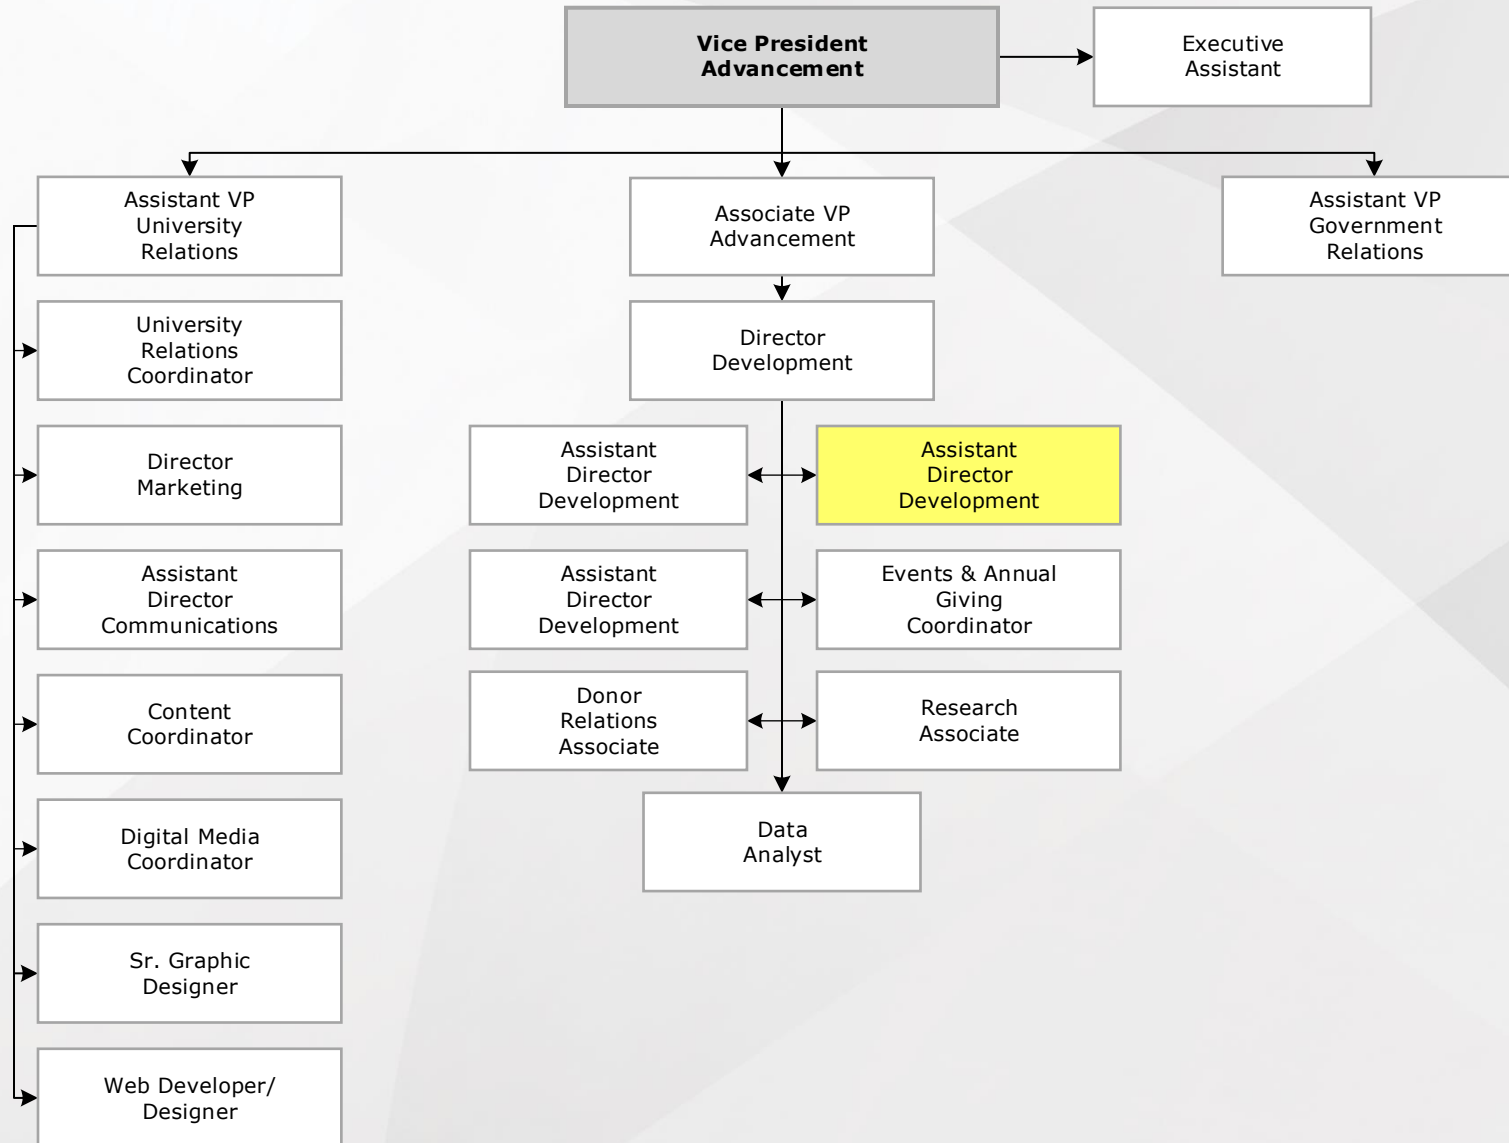 Vice President
Advancement
Executive
Assistant
Assistant VP
University
Relations
Associate VP
Advancement
Assistant VP
Government
Relations
University
Relations
Coordinator
Director
Development
Director
Marketing
Assistant
Director
Development
Assistant
Director
Development
Assistant
Director
Communications
Assistant
Director
Development
Events & Annual
Giving
Coordinator
Content
Coordinator
Donor
Relations
Associate
Research
Associate
Digital Media
Coordinator
Data
Analyst
Sr. Graphic
Designer
Web Developer/
Designer